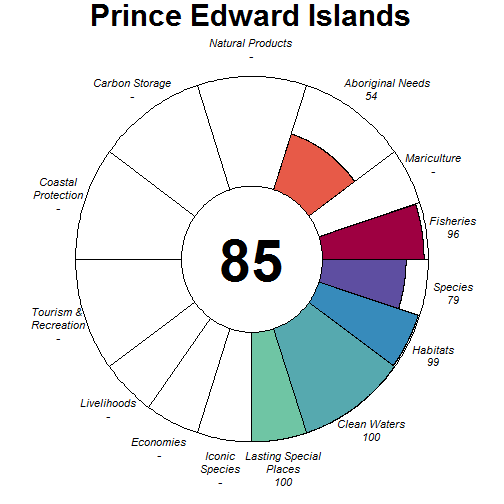 Prince Edward Islands
Natural Products
-
Carbon Storage
-
Aboriginal Needs
54
Mariculture
-
Coastal
Protection
-
Fisheries
96
85
Species
79
Tourism &
Recreation
-
Habitats
99
Livelihoods
-
Clean Waters
100
Economies
-
Iconic
Species
-
Lasting Special
Places
100